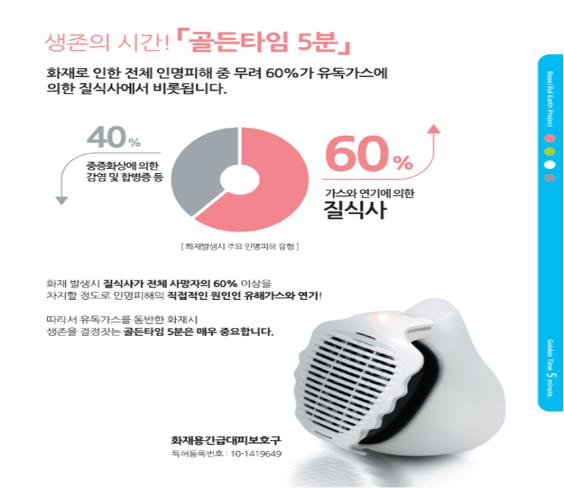 생존의 시간! 「골든타임 5분」
화재로 인한 전체 인명피해 중 무려 60%가 유독가스에
의한 질식사에서 비롯됩니다.
40%
중증화상에 의한
감염 및 합병증 등
60%
가스와 연기에 의한
질식사
[ 화재발생시 주요 인명피해 유형 ]
화재 발생시 질식사가 전체 사망자의 60% 이상을
차지할 정도로 인명피해의 직접적인 원인인 유해가스와 연기!
따라서 유독가스를 동반한 화재시
생존을 결정짓는 골든타임 5분은 매우 중요합니다.
화재용긴급대피보호구
특허등록번호 : 10-1419649
Beautiful Earth Project
Golden Time 5 minute.